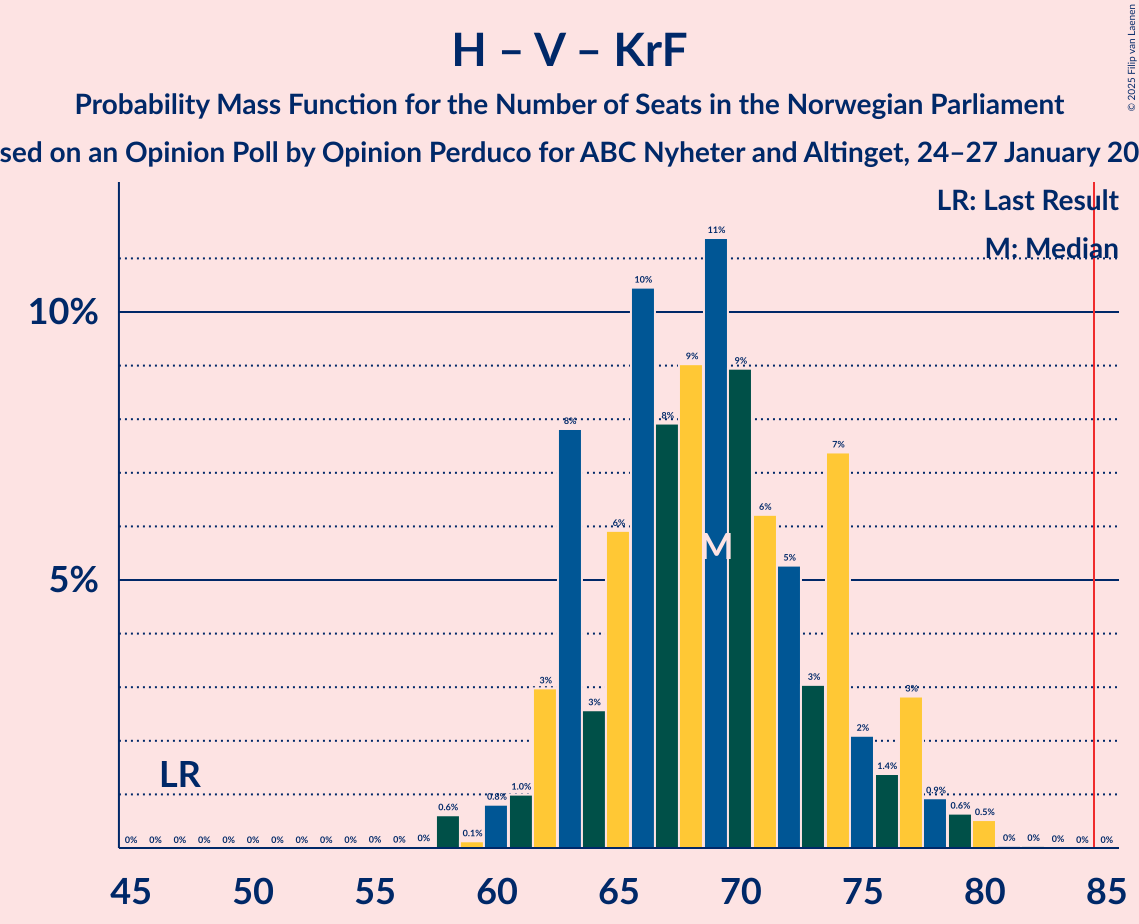 H – V – KrF
Probability Mass Function for the Number of Seats in the Norwegian Parliament
sed on an Opinion Poll by Opinion Perduco for ABC Nyheter and Altinget, 24–27 January 20
© 2025 Filip van Laenen
LR: Last Result
M: Median
10%
5%
LR
M
0% 0% 0% 0% 0% 0% 0% 0% 0% 0% 0% 0% 0% 0.6% 0.1% 0.8% 1.0% 3% 8% 3% 6% 10% 8% 9% 11% 9% 6% 5% 3% 7% 2% 1.4% 3% 0.9% 0.6% 0.5% 0% 0% 0% 0% 0%
45 50 55 60 65 70 75 80 85